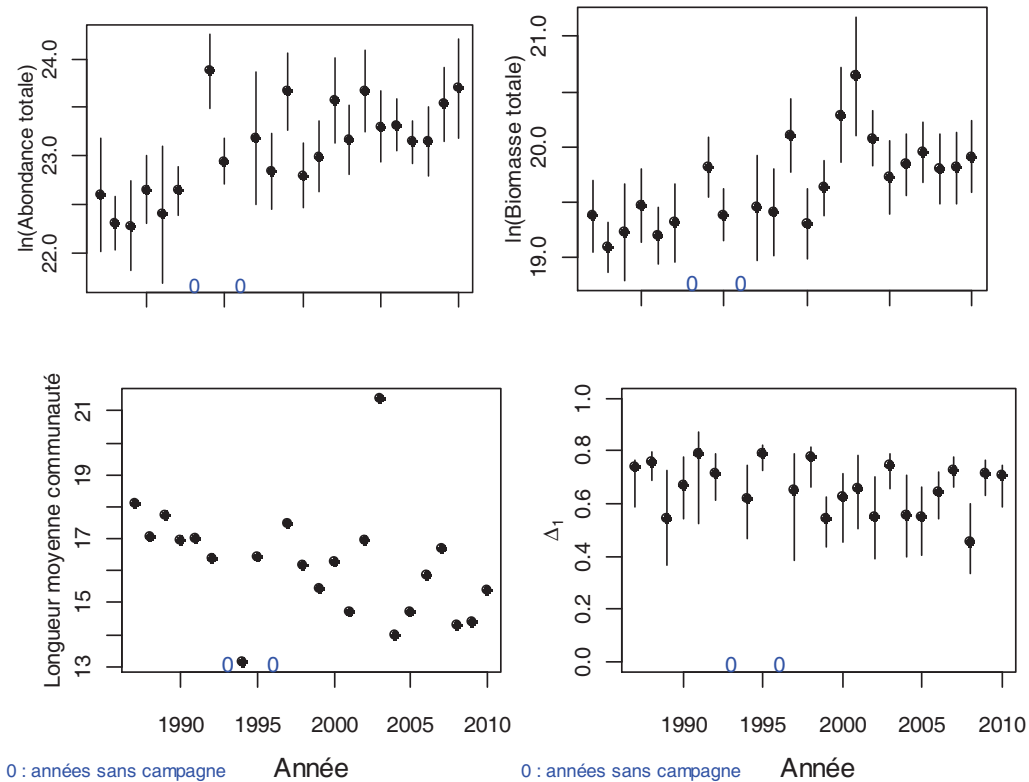 ln(Abondance totale)
24.0
23.0
22.0
0 0
ln(Biomasse totale)
21.0
20.0
19.0
0 0
Longueur moyenne communauté
21
19
17
15
13
0 0
1990 1995 2000 2005 2010
0 : années sans campagne Année
Δ1
1.0
0.8
0.6
0.4
0.2
0.0
0 0
1990 1995 2000 2005 2010
0 : années sans campagne Année